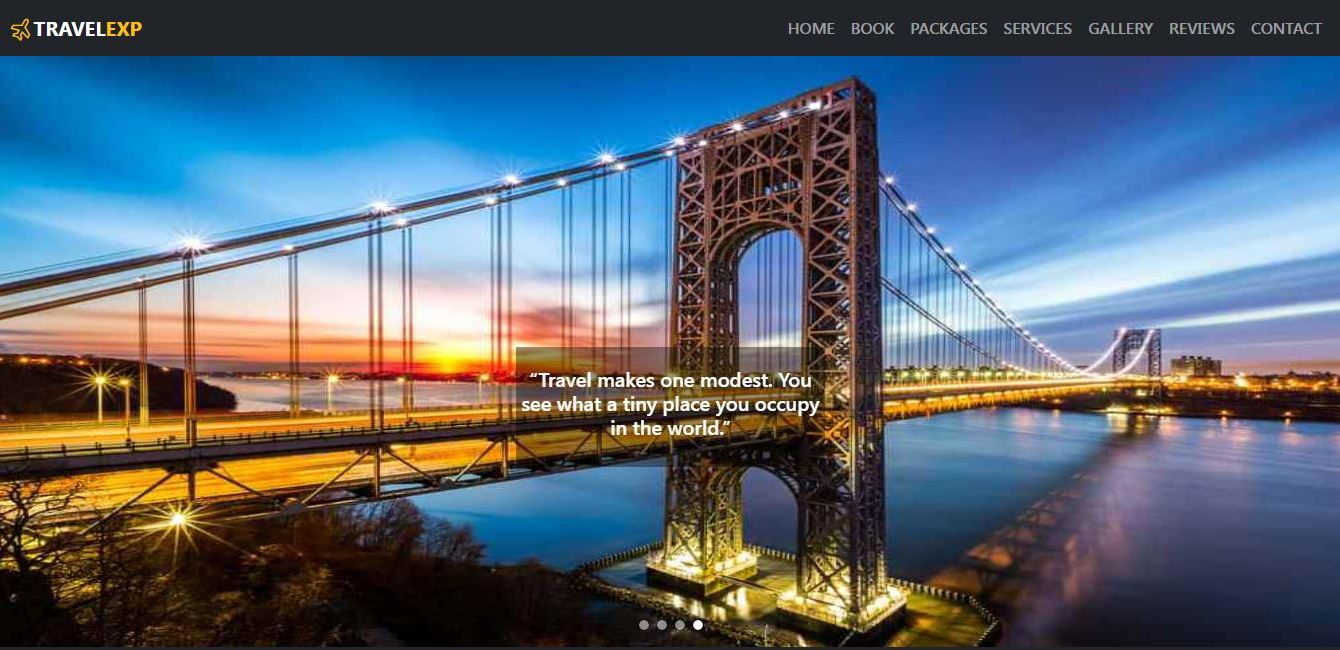 TRAVELEXP
HOME BOOK PACKAGES SERVICES GALLERY REVIEWS CONTACT
“Travel makes one modest. You
see what a tiny place you occupy
in the world.”